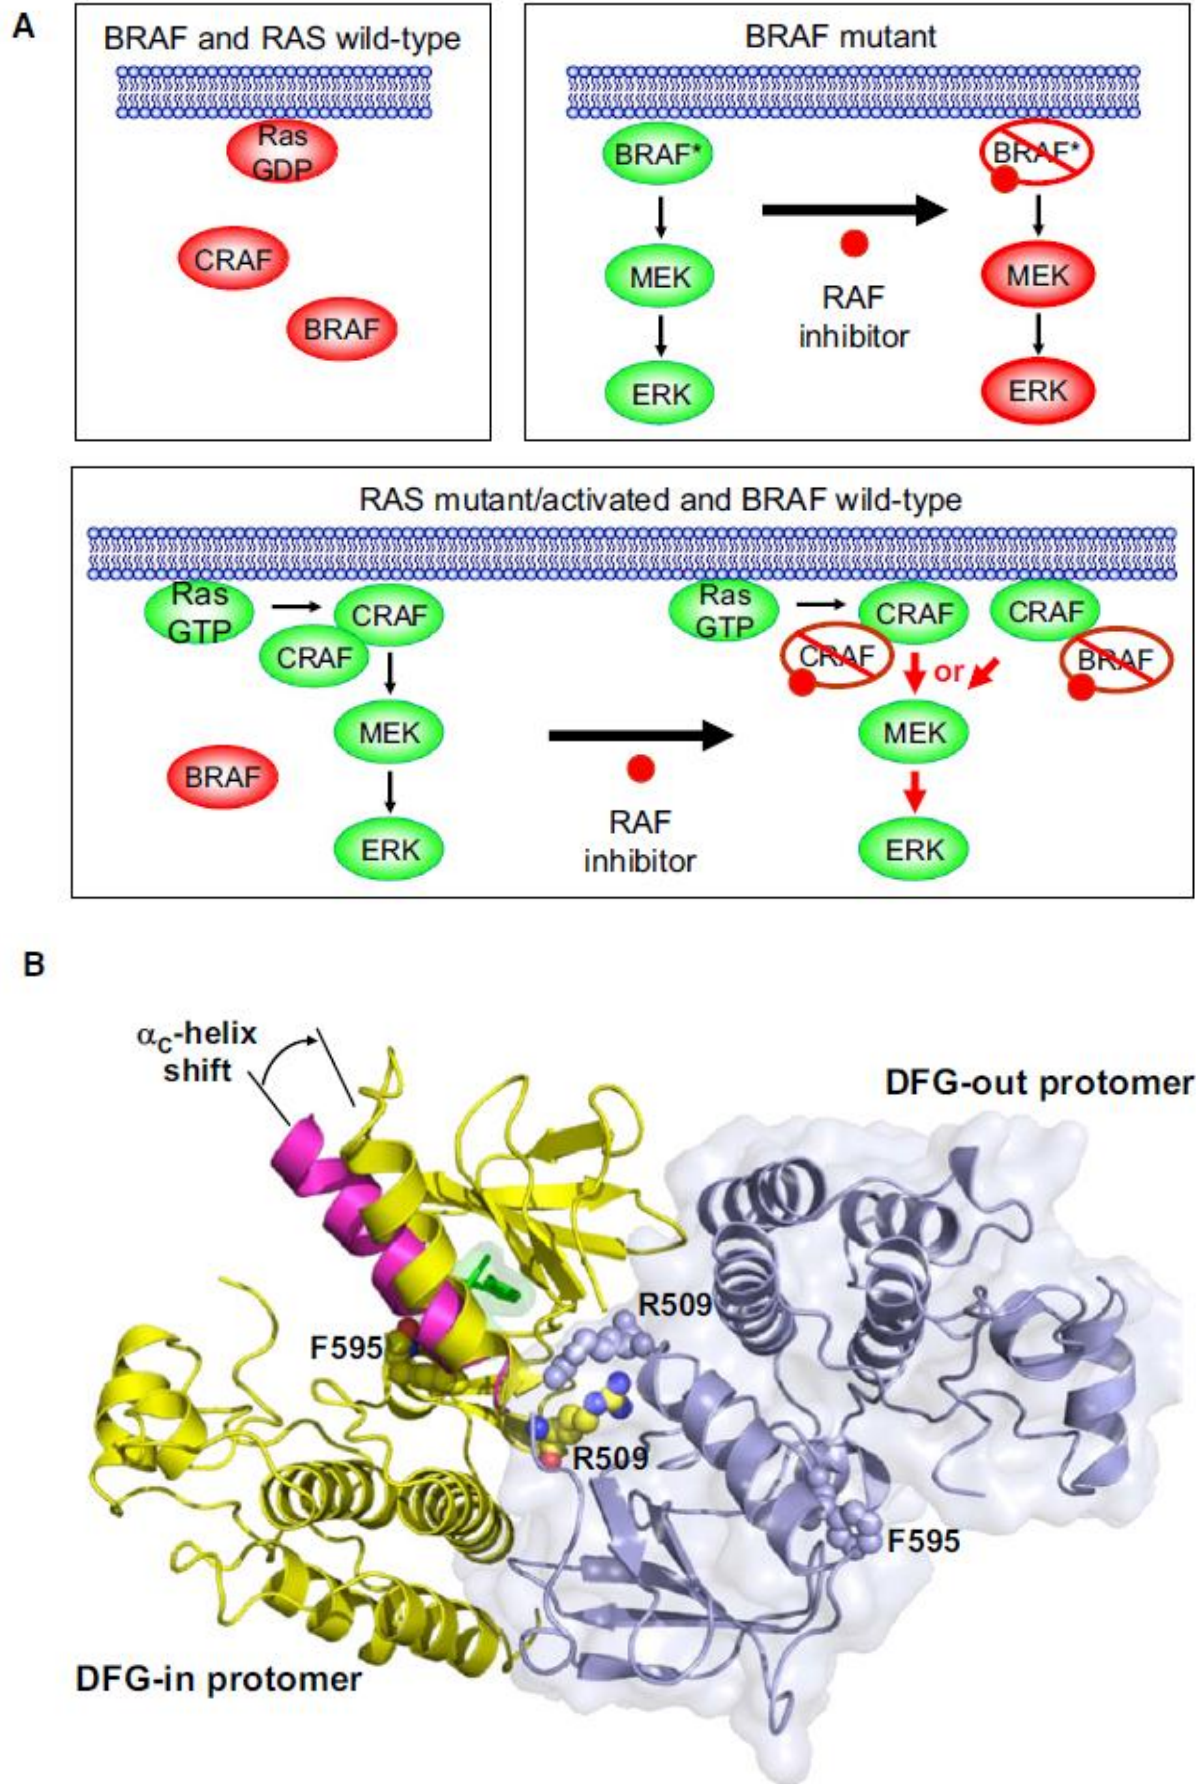 A
BRAF and RAS wild-type
Ras
GDP
CRAF
BRAF
BRAF mutant
BRAF*
MEK
ERK
RAF
inhibitor
BRAF*
MEK
ERK
RAS mutant/activated and BRAF wild-type
Ras
GTP
CRAF
CRAF
MEK
BRAF
ERK
RAF
inhibitor
Ras
GTP
CRAF
CRAF
CRAF
BRAF
or
MEK
ERK
B
αC-helix
shift
DFG-out protomer
R509
F595
R509
F595
DFG-in protomer